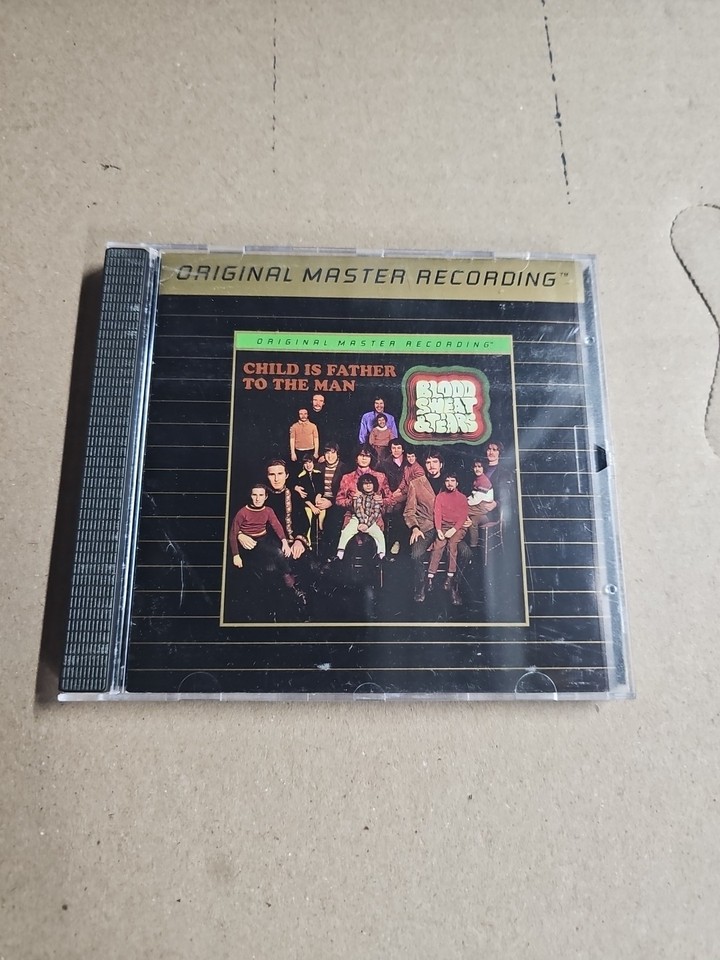 ORIGINAL MASTER RECORDING™
ORIGINAL MASTER RECORDING™
CHILD IS FATHER
TO THE MAN
BLOOD
SWEAT
& TEARS